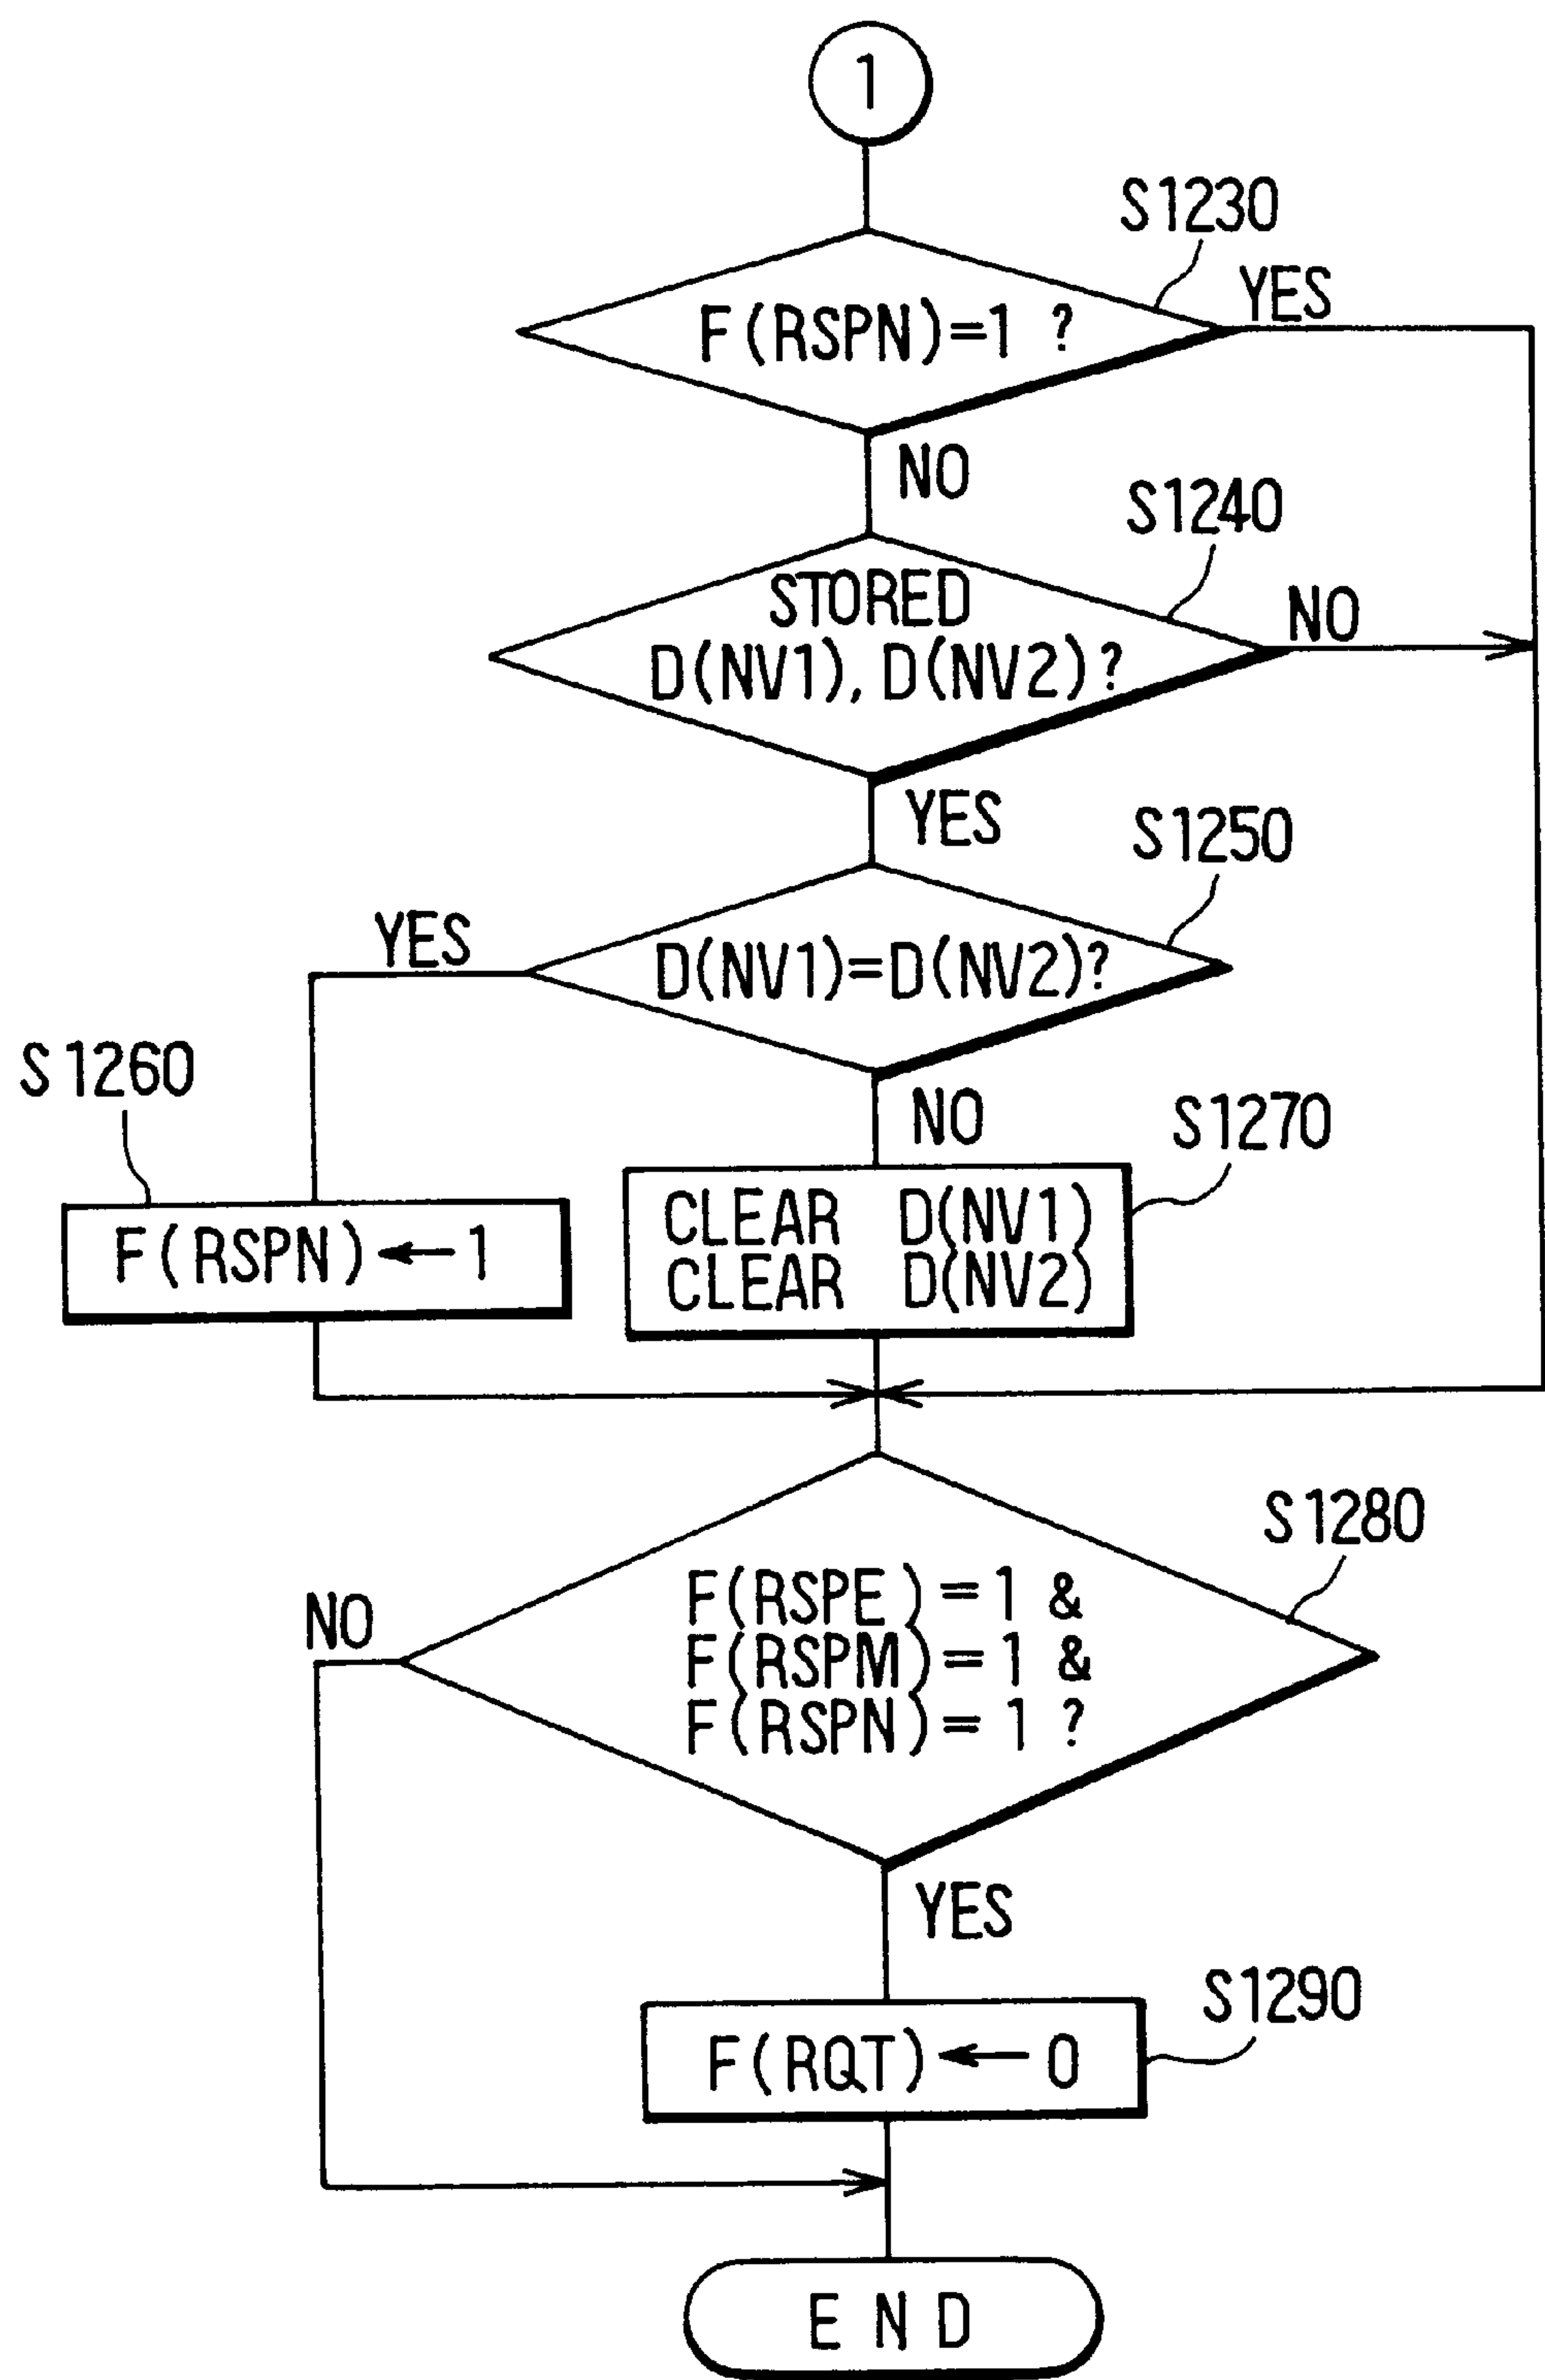 1
S1230
F(RSPN)=1 ?
YES
NO
S1240
STORED
D(NV1), D(NV2)?
NO
YES
S1250
D(NV1)=D(NV2)?
YES
NO
S1260
F(RSPN)←1
S1270
CLEAR D(NV1)
CLEAR D(NV2)
S1280
F(RSPE)=1 &
F(RSPM)=1 &
F(RSPN)=1 ?
NO
YES
S1290
F(RQT)←0
END